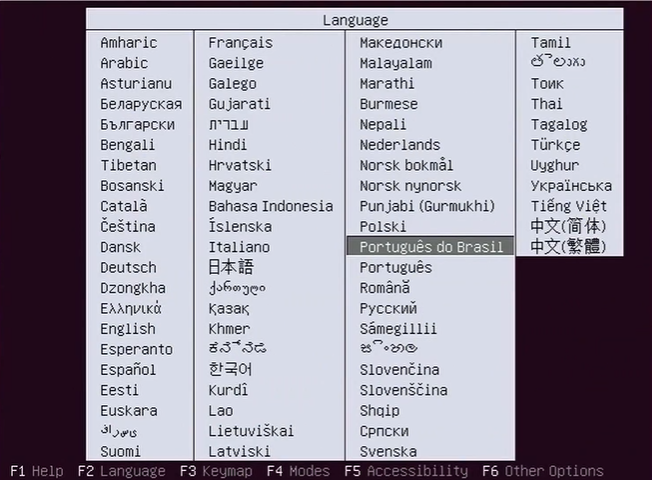 Language
Amharic
Arabic
Asturianu
Беларуская
Български
Bengali
Tibetan
Bosanski
Català
Čeština
Dansk
Deutsch
Dzongkha
Ελληνικά
English
Esperanto
Español
Eesti
Euskara
Suomi
Français
Gaeilge
Galego
Gujarati
עברית
Hindi
Hrvatski
Magyar
Bahasa Indonesia
Íslenska
Italiano
日本語
ქართული
Қазақ
Khmer
ಕನ್ನಡ
한국어
Kurdî
Lao
Lietuviškai
Latviski
Македонски
Malayalam
Marathi
Burmese
Nepali
Nederlands
Norsk bokmål
Norsk nynorsk
Punjabi (Gurmukhi)
Polski
Português do Brasil
Português
Română
Русский
Sámegillii
සිංහල
Slovenčina
Slovenščina
Shqip
Српски
Svenska
Tamil
తెలుగు
Тоик
Thai
Tagalog
Türkçe
Uyghur
Українська
Tiếng Việt
中文(简体)
中文(繁體)
F1 Help F2 Language F3 Keymap F4 Modes F5 Accessibility F6 Other Options